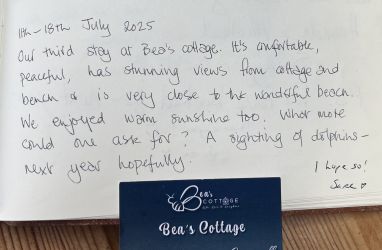 11th-18th July 2025
Our third stay at Bea's cottage. It's comfortable,
peaceful, has stunning views from cottage and
bench & is very close to the wonderful beach.
We enjoyed warm sunshine too. What more
could one ask for? A sighting of dolphins -
next year hopefully.
I hope so!
Bea's
COTTAGE
Bea's Cottage